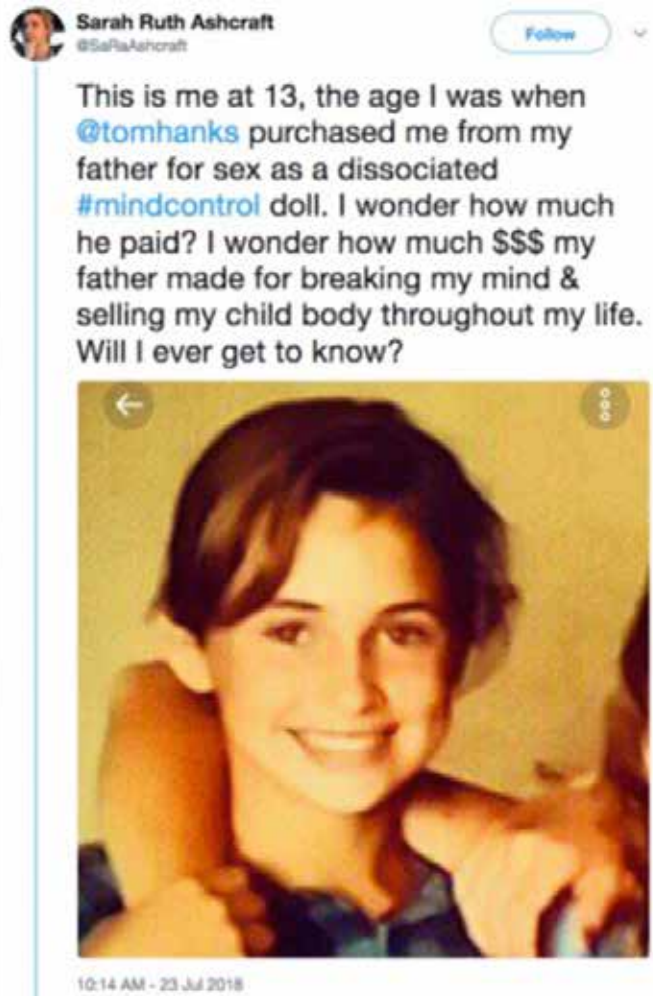 Sarah Ruth Ashcraft
@SaRaAshcraft
Follow
This is me at 13, the age I was when
@tomhanks purchased me from my
father for sex as a dissociated
#mindcontrol doll. I wonder how much
he paid? I wonder how much $$$ my
father made for breaking my mind &
selling my child body throughout my life.
Will I ever get to know?
10:14 AM - 23 Jul 2018